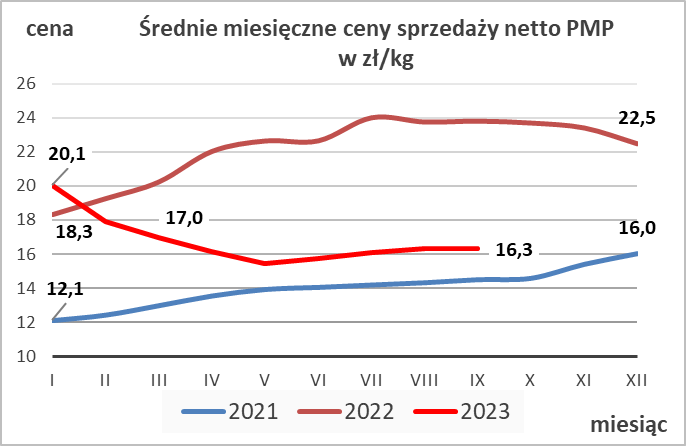 cena
Średnie miesięczne ceny sprzedaży netto PMP
w zł/kg
26
24
22
20
18
16
14
12
10
20,1
18,3
12,1
17,0
16,3
22,5
16,0
I II III IV V VI VII VIII IX X XI XII
2021 2022 2023
miesiąc